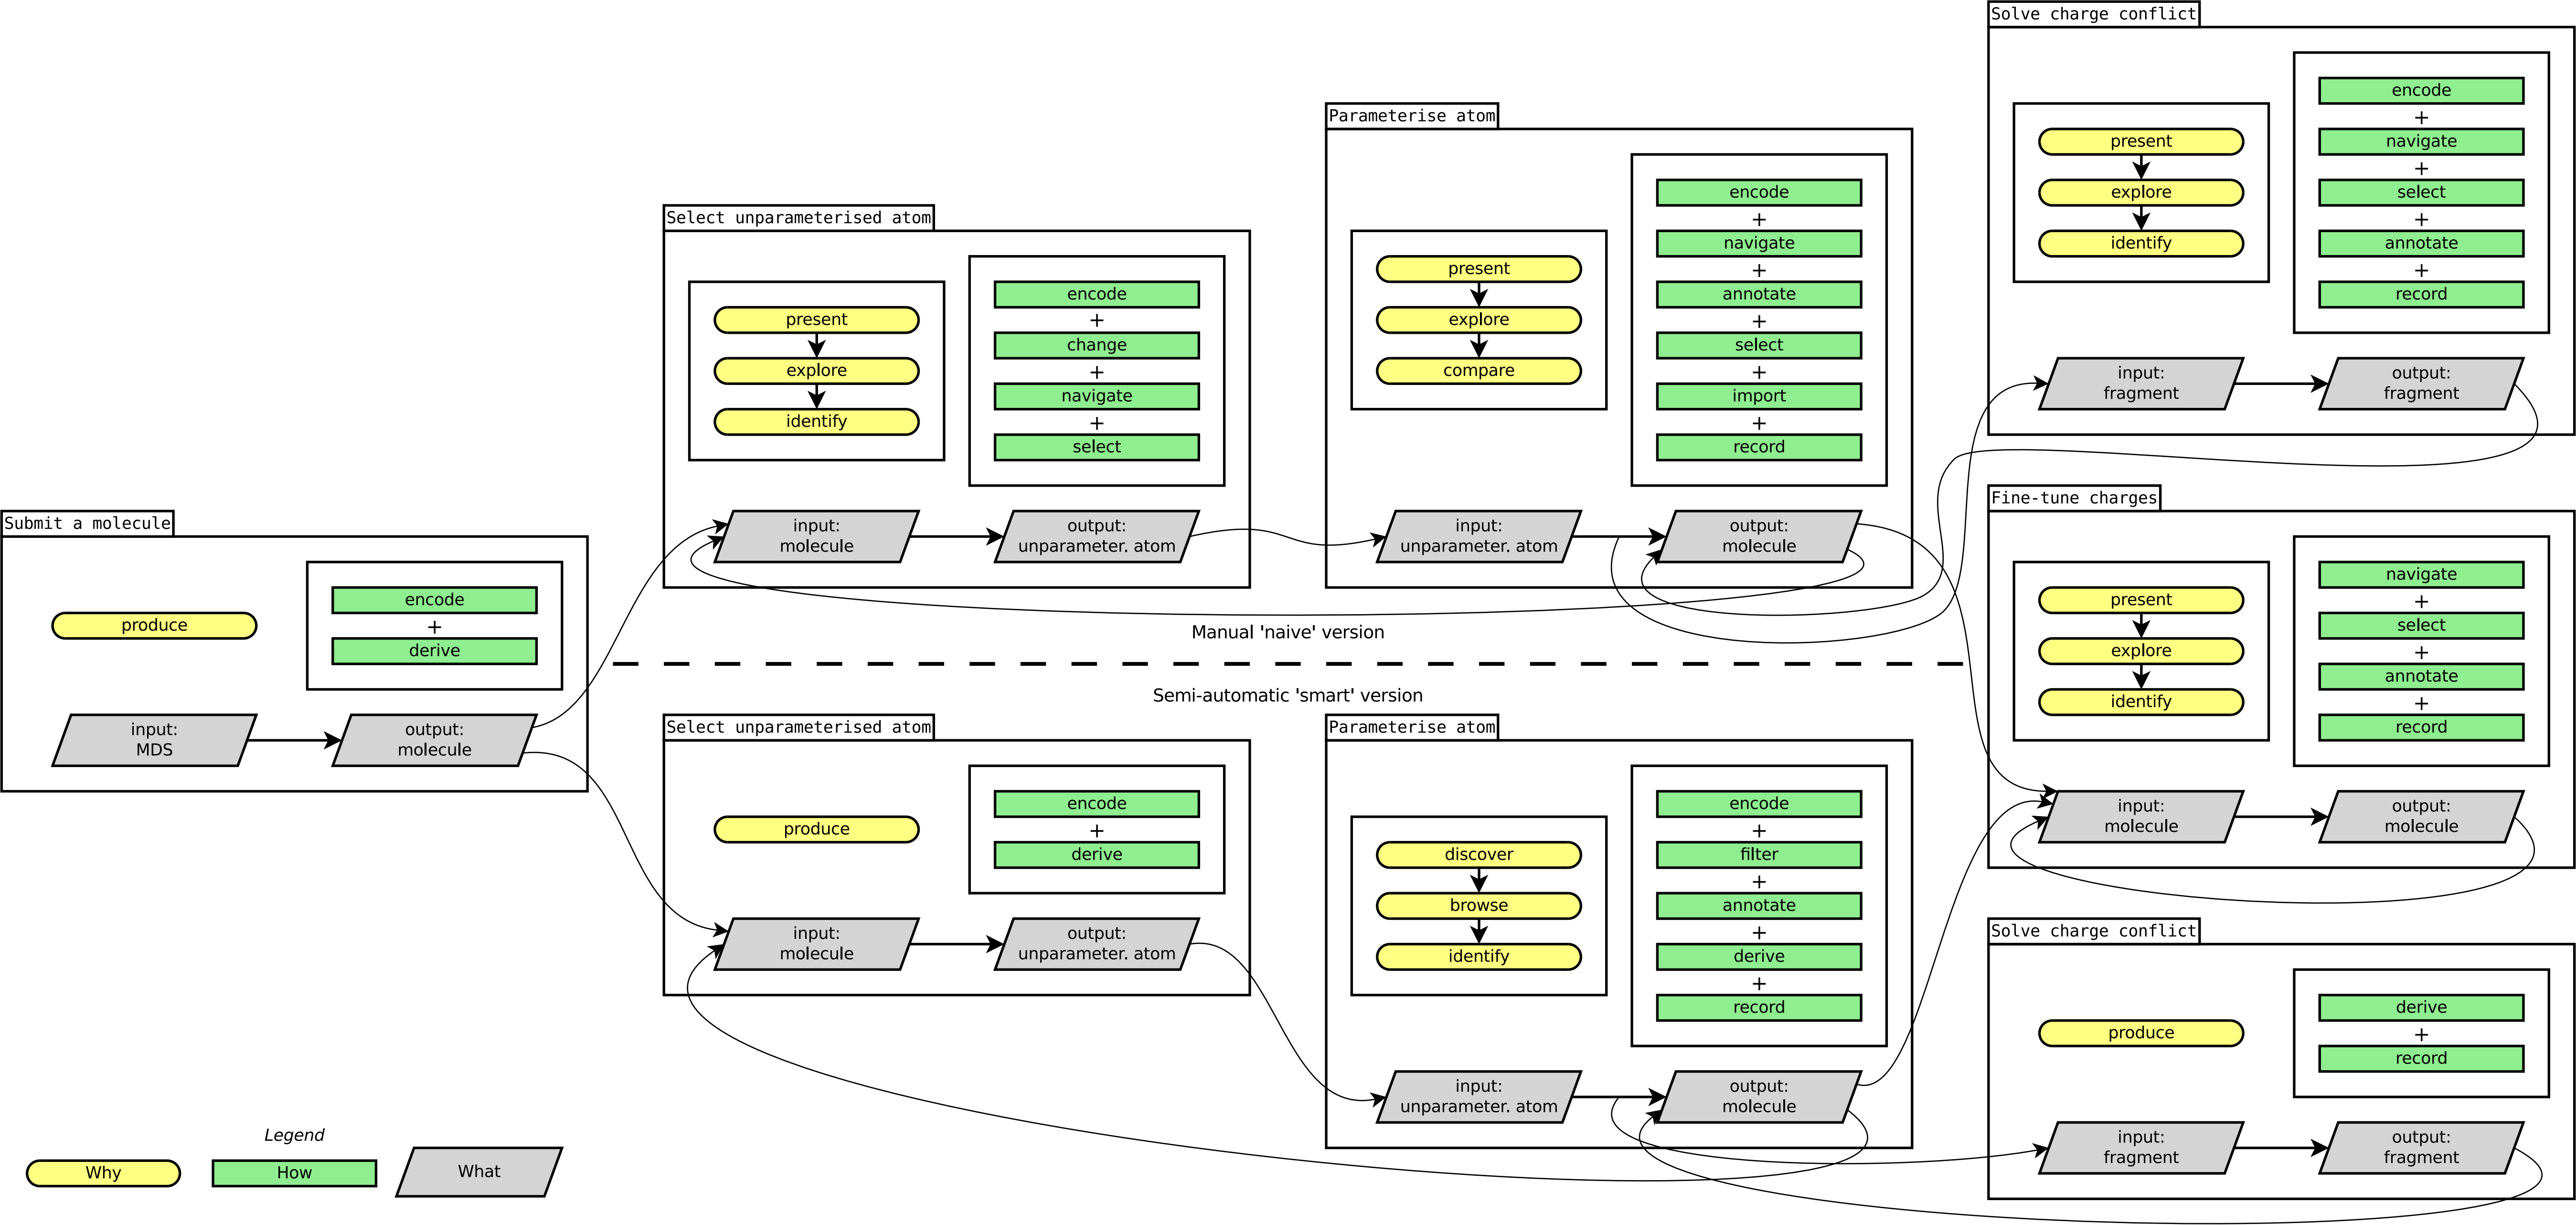 Submit a molecule
produce
encode
+
derive
input:
MDS
output:
molecule
Select unparameterised atom
present
explore
identify
encode
+
change
+
navigate
+
select
input:
molecule
output:
unparameter. atom
Parameterise atom
present
explore
compare
encode
+
navigate
+
annotate
+
select
+
import
+
record
input:
unparameter. atom
output:
molecule
Solve charge conflict
present
explore
identify
encode
+
navigate
+
select
+
annotate
+
record
input:
fragment
output:
fragment
Manual 'naive' version
Semi-automatic 'smart' version
Fine-tune charges
present
explore
identify
navigate
+
select
+
annotate
+
record
input:
molecule
output:
molecule
Select unparameterised atom
produce
encode
+
derive
input:
molecule
output:
unparameter. atom
Parameterise atom
discover
browse
identify
encode
+
filter
+
annotate
+
derive
+
record
input:
unparameter. atom
output:
molecule
Solve charge conflict
produce
derive
+
record
input:
fragment
output:
fragment
Legend
Why
How
What